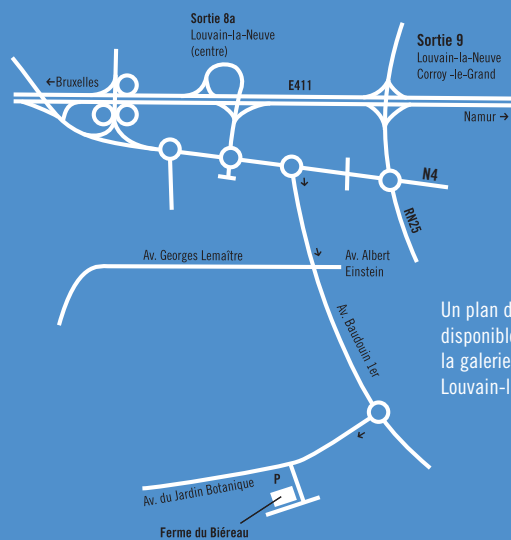 Sortie 8a
Louvain-la-Neuve
(centre)
Sortie 9
Louvain-la-Neuve
Corroy -le-Grand
←Bruxelles
E411
Namur →
N4
RN25
Av. Georges Lemaître
Av. Albert
Einstein
Av. Baudouin 1er
Un plan d
disponible
la galerie
Louvain-l
P
Av. du Jardin Botanique
Ferme du Biéreau